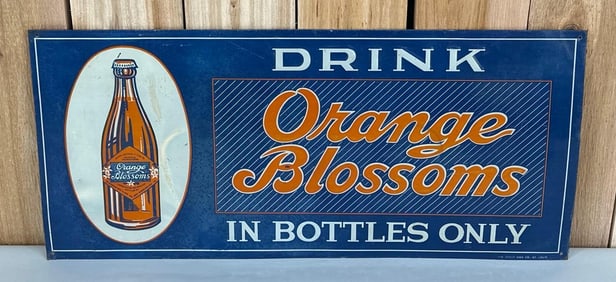 DRINK
Orange
Blossoms
IN BOTTLES ONLY
Orange
Blossoms